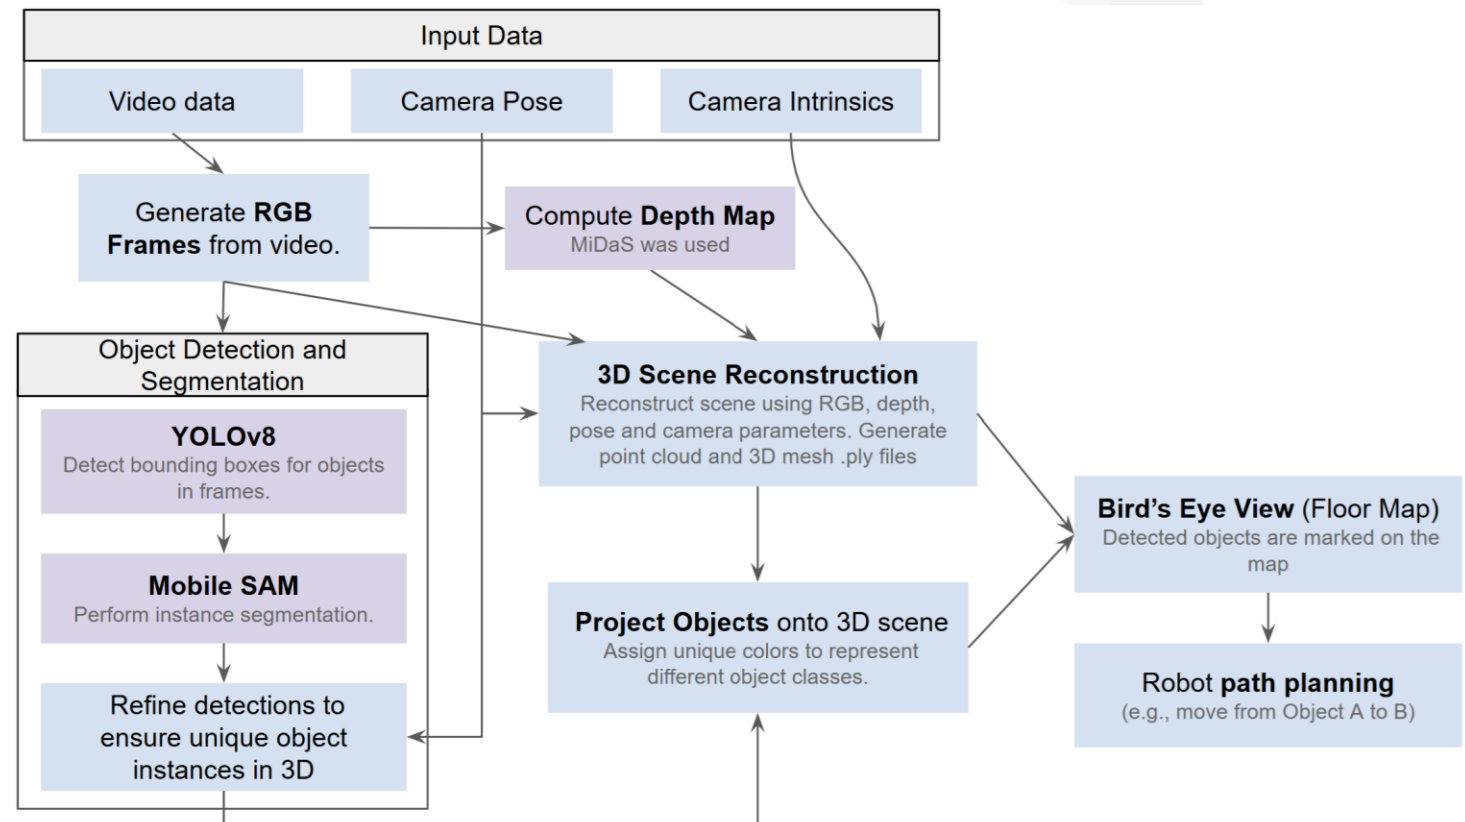 Input Data
Video data
Camera Pose
Camera Intrinsics
Generate RGB
Frames from video.
Compute Depth Map
MiDaS was used
Object Detection and
Segmentation
YOLOv8
Detect bounding boxes for objects
in frames.
Mobile SAM
Perform instance segmentation.
Refine detections to
ensure unique object
instances in 3D
3D Scene Reconstruction
Reconstruct scene using RGB, depth,
pose and camera parameters. Generate
point cloud and 3D mesh .ply files
Project Objects onto 3D scene
Assign unique colors to represent
different object classes.
Bird’s Eye View (Floor Map)
Detected objects are marked on the
map
Robot path planning
(e.g., move from Object A to B)